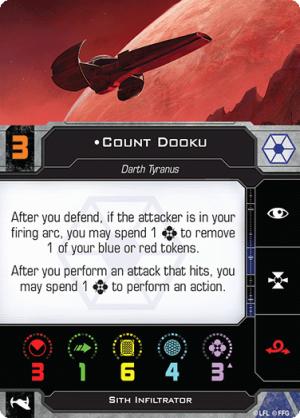 3
•Count Dooku
Darth Tyranus
After you defend, if the attacker is in your
firing arc, you may spend 1 to remove
1 of your blue or red tokens.
After you perform an attack that hits, you
may spend 1 to perform an action.
3 1 6 4 3
Sith Infiltrator
©LFL ©FFG